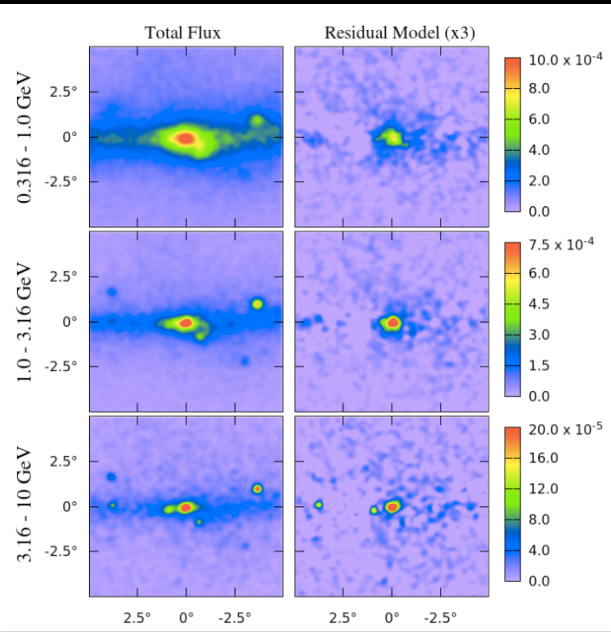 Total Flux
Residual Model (x3)
0.316 - 1.0 GeV
2.5°
0°
-2.5°
10.0 x 10-4
8.0
6.0
4.0
2.0
0.0
1.0 - 3.16 GeV
2.5°
0°
-2.5°
7.5 x 10-4
6.0
4.5
3.0
1.5
0.0
3.16 - 10 GeV
2.5°
0°
-2.5°
20.0 x 10-5
16.0
12.0
8.0
4.0
0.0
2.5° 0° -2.5°
2.5° 0° -2.5°